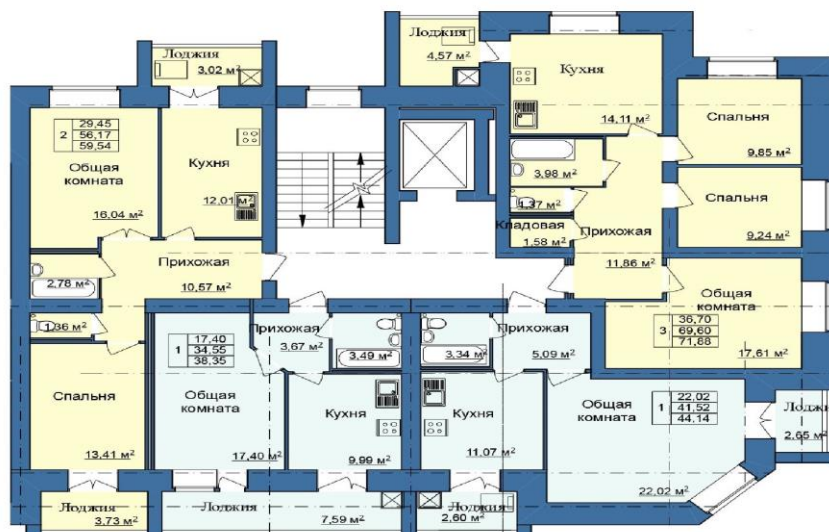 Лоджия
3.02 м²
Лоджия
4.57 м²
Кухня
14.11 м²
29.45
2 56.17
59.54
Общая
комната
16.04 м²
Кухня
12.01 м²
Спальня
9.85 м²
3.98 м²
1.37 м²
Кладовая
1.58 м²
Спальня
9.24 м²
Прихожая
11.86 м²
2.78 м²
Прихожая
10.57 м²
1.36 м²
Общая
комната
36.70
3 69.60
71.88
17.61 м²
17.40
1 34.55
38.35
Прихожая
3.67 м²
3.49 м²
3.34 м²
Прихожая
5.09 м²
Спальня
13.41 м²
Общая
комната
17.40 м²
Кухня
9.99 м²
Кухня
11.07 м²
Общая
комната
22.02
1 41.52
44.14
22.02 м²
Лоджия
2.65 м²
Лоджия
3.73 м²
Лоджия
7.59 м²
2.60 м²